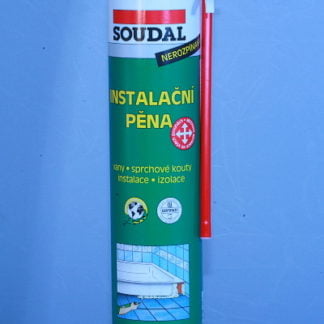 SOUDAL
NEROZPÍNAVÁ
INSTALAČNÍ
PĚNA
vany • sprchové kouty
instalace • izolace